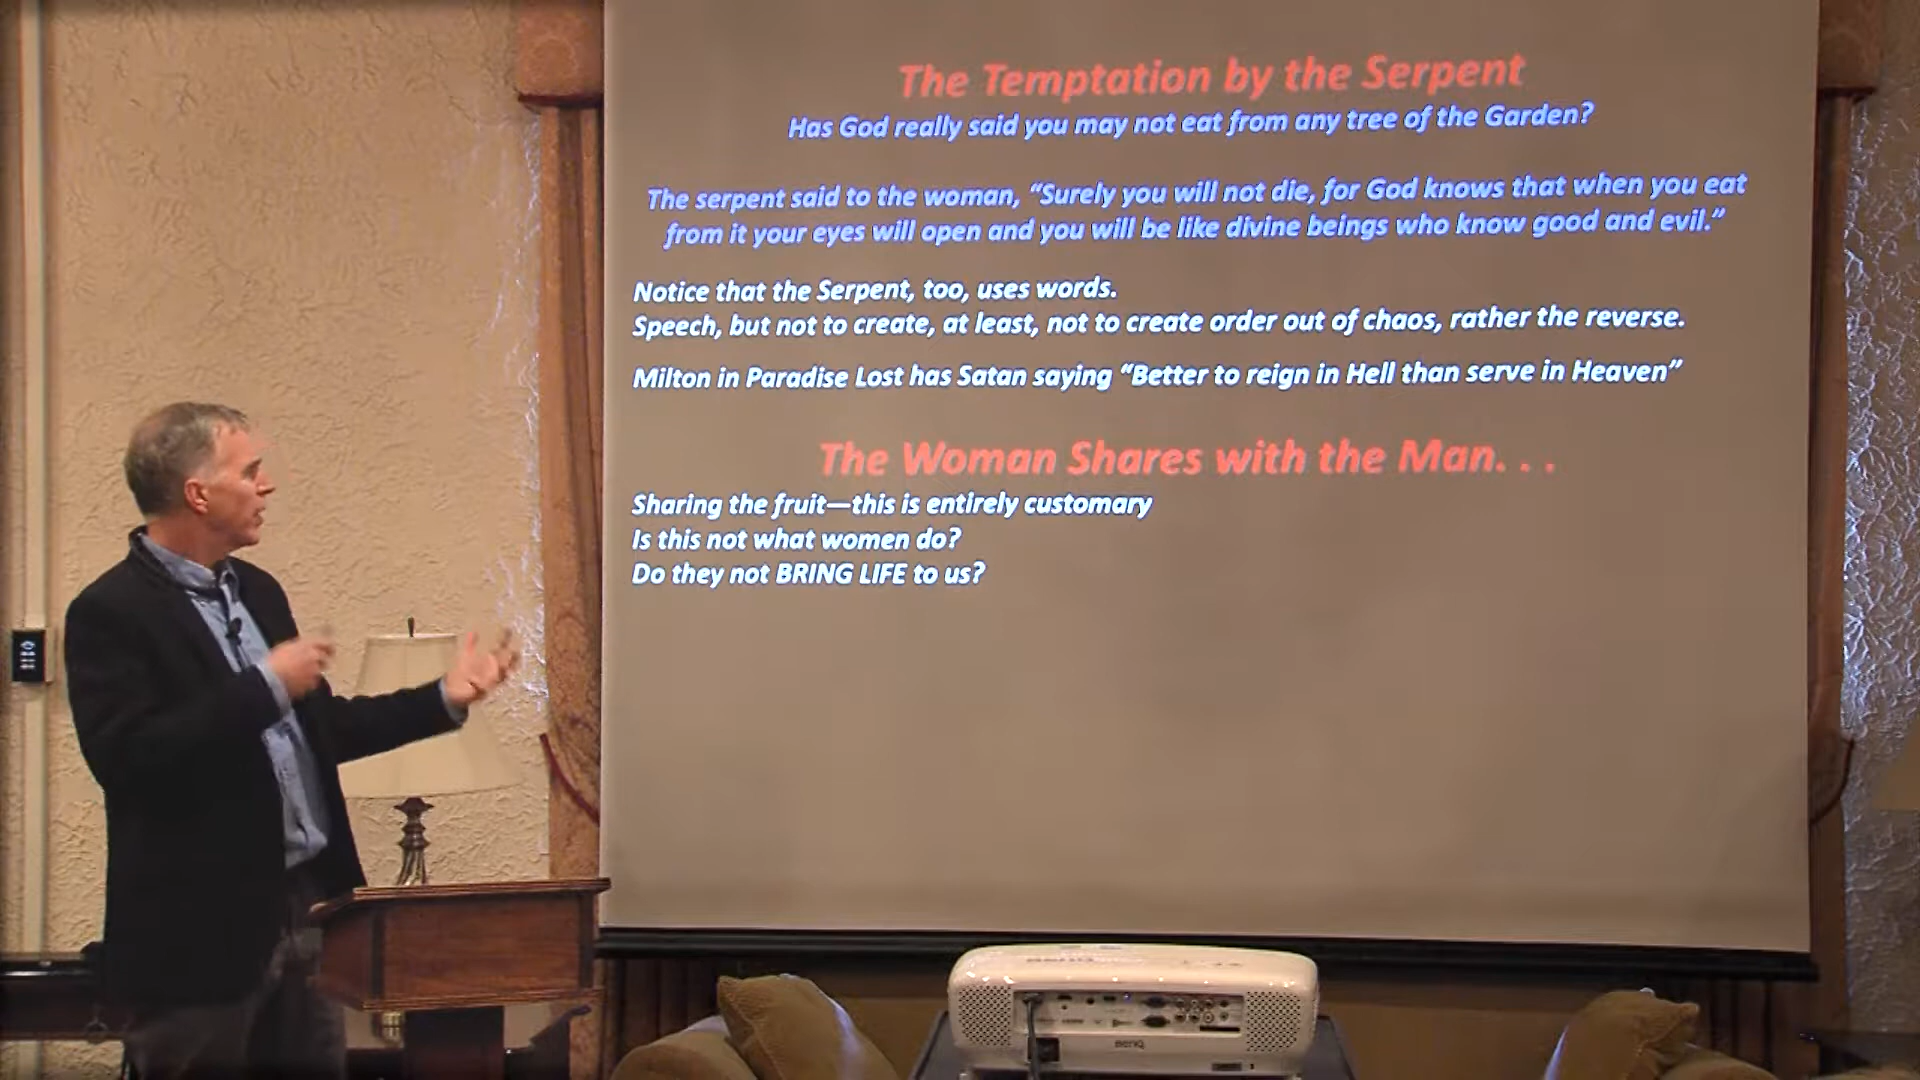 The Temptation by the Serpent
Has God really said you may not eat from any tree of the Garden?
The serpent said to the woman, “Surely you will not die, for God knows that when you eat
from it your eyes will open and you will be like divine beings who know good and evil.”
Notice that the Serpent, too, uses words.
Speech, but not to create, at least, not to create order out of chaos, rather the reverse.
Milton in Paradise Lost has Satan saying “Better to reign in Hell than serve in Heaven”
The Woman Shares with the Man. . .
Sharing the fruit—this is entirely customary
Is this not what women do?
Do they not BRING LIFE to us?
BenQ